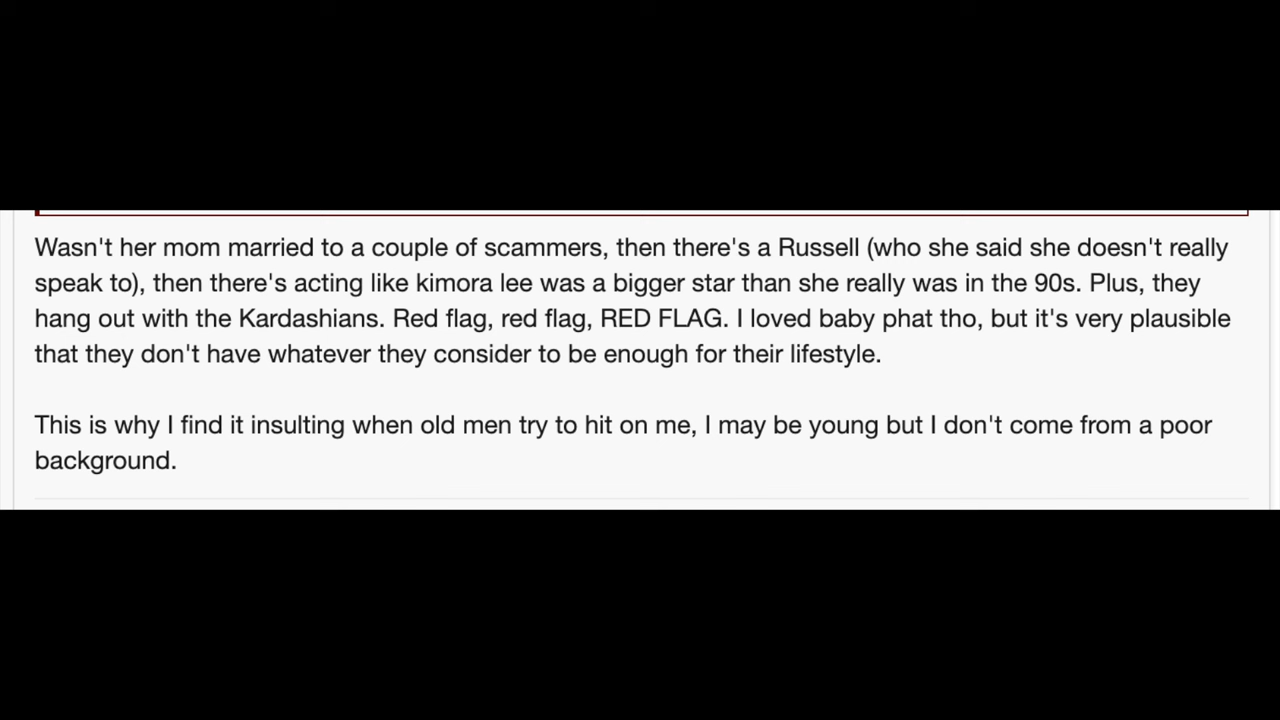 Wasn't her mom married to a couple of scammers, then there's a Russell (who she said she doesn't really
speak to), then there's acting like kimora lee was a bigger star than she really was in the 90s. Plus, they
hang out with the Kardashians. Red flag, red flag, RED FLAG. I loved baby phat tho, but it's very plausible
that they don't have whatever they consider to be enough for their lifestyle.
This is why I find it insulting when old men try to hit on me, I may be young but I don't come from a poor
background.